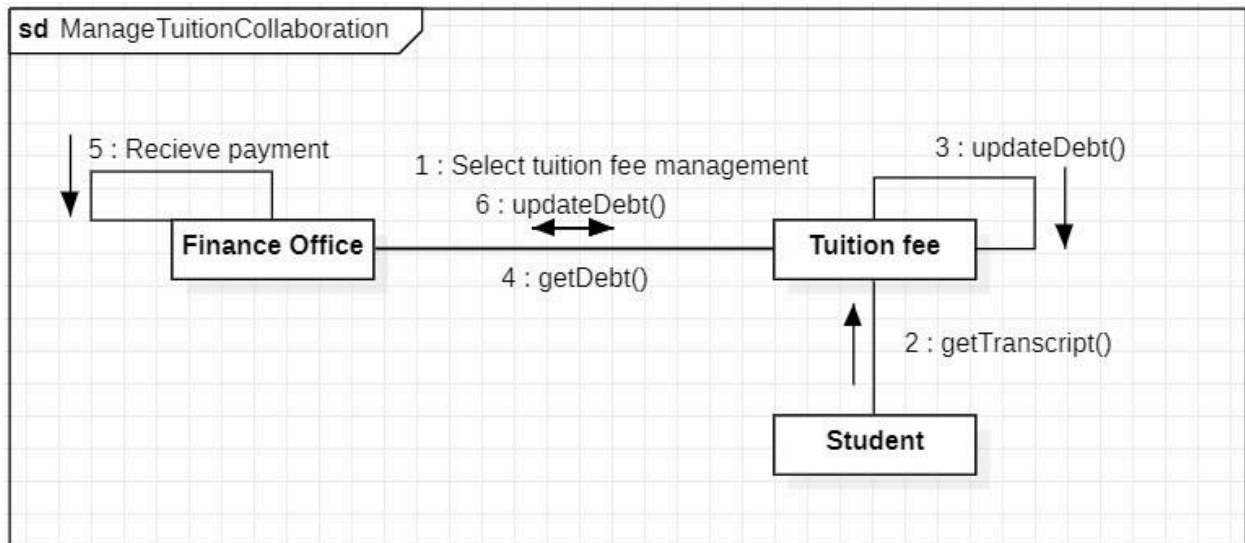 sd ManageTuitionCollaboration
5 : Recieve payment
1 : Select tuition fee management
3 : updateDebt()
6 : updateDebt()
Finance Office
Tuition fee
4 : getDebt()
2 : getTranscript()
Student